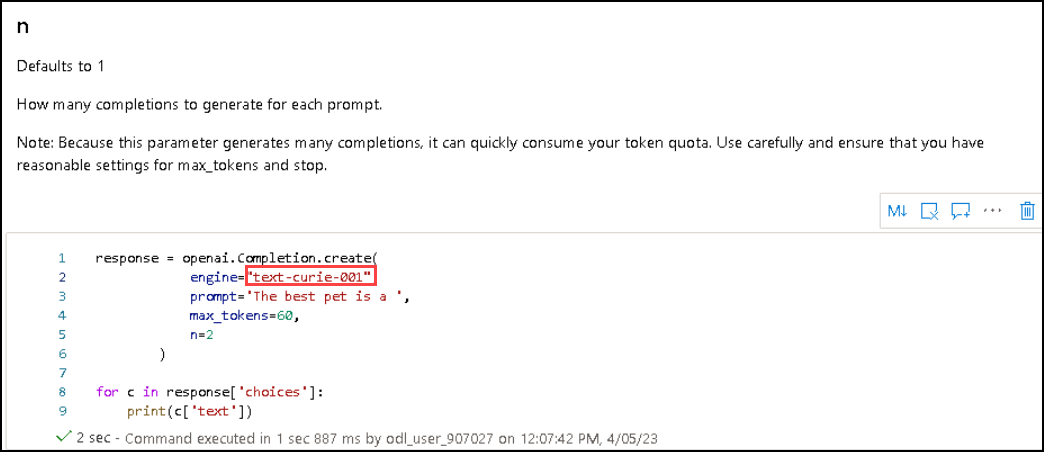 n
Defaults to 1
How many completions to generate for each prompt.
Note: Because this parameter generates many completions, it can quickly consume your token quota. Use carefully and ensure that you have
reasonable settings for max_tokens and stop.
M↓ ···
1 response = openai.Completion.create(
2 engine="text-curie-001"
3 prompt='The best pet is a ',
4 max_tokens=60,
5 n=2
6 )
7
8 for c in response['choices']:
9 print(c['text'])
2 sec - Command executed in 1 sec 887 ms by odl_user_907027 on 12:07:42 PM, 4/05/23